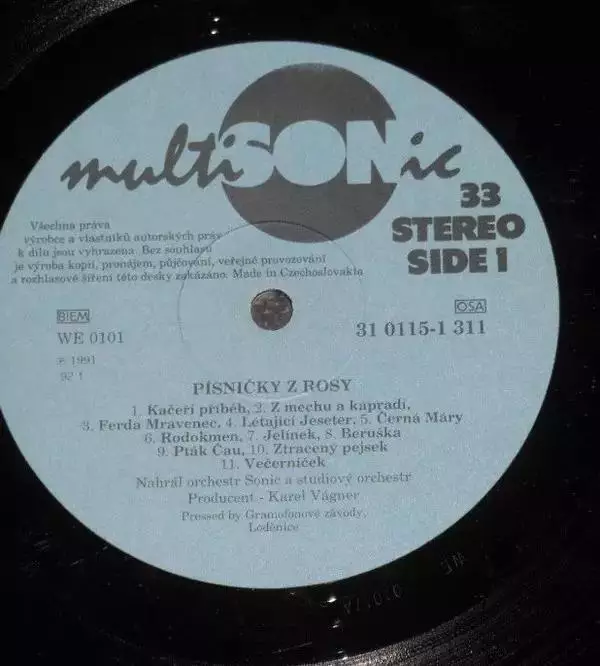 multiSONic
33
STEREO
SIDE 1
Všechna práva
výrobce a vlastníků autorských práv
k dílu jsou vyhrazena. Bez souhlasu
je výroba kopií, pronájem, půjčování, veřejné provozování
a rozhlasové šíření této desky zakázáno. Made in Czechoslovakia
BIEM
OSA
WE 0101
31 0115-1 311
℗ 1991
92 1
PÍSNIČKY Z ROSY
1. Kačeří příběh, 2. Z mechu a kapradí,
3. Ferda Mravenec, 4. Létající Jeseter, 5. Černá Máry
6. Rodokmen, 7. Jelínek, 8. Beruška
9. Pták Čau, 10. Ztracený pejsek
11. Večerníček
Nahrál orchestr Sonic a studiový orchestr
Producent - Karel Vágner
Pressed by Gramofonové závody,
Loděnice